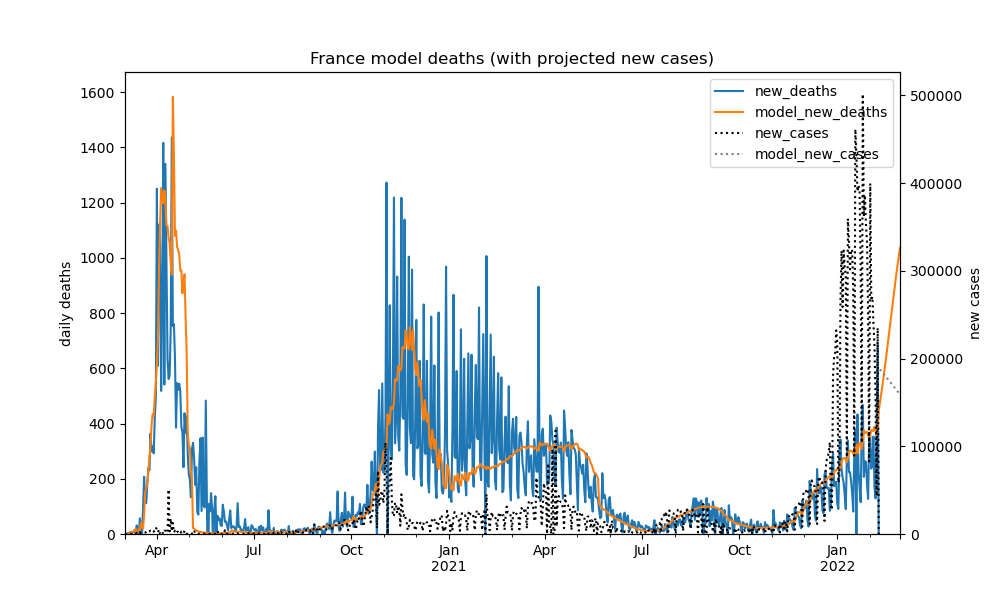 France model deaths (with projected new cases)
new_deaths
model_new_deaths
new_cases
model_new_cases
1600
1400
1200
1000
800
600
400
200
0
daily deaths
500000
400000
300000
200000
100000
0
new cases
Apr Jul Oct Jan Apr Jul Oct Jan
2021 2022